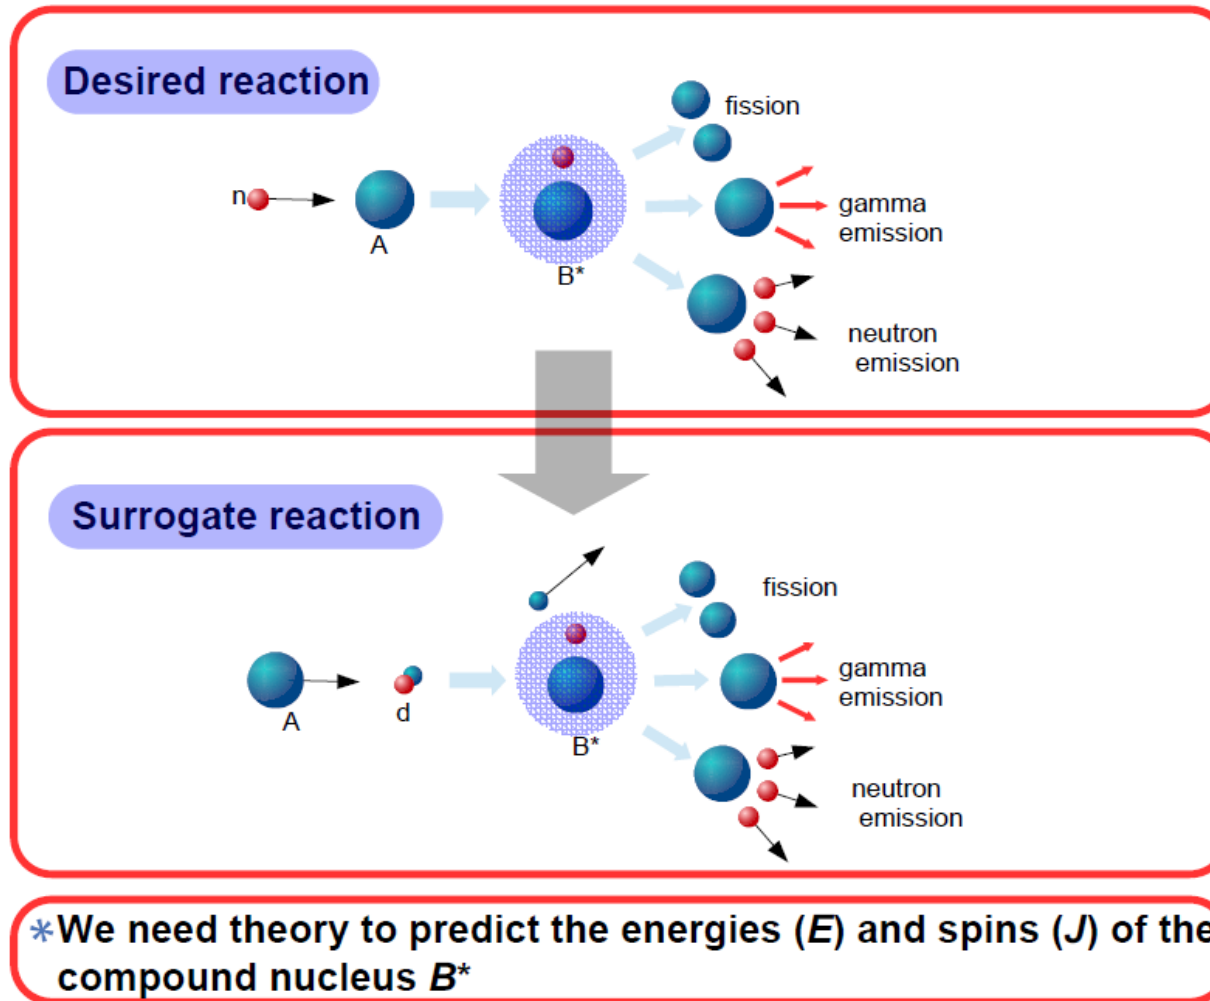 Desired reaction
fission
n
A
B*
gamma
emission
neutron
emission
Surrogate reaction
fission
A
d
B*
gamma
emission
neutron
emission
*We need theory to predict the energies (E) and spins (J) of the
compound nucleus B*